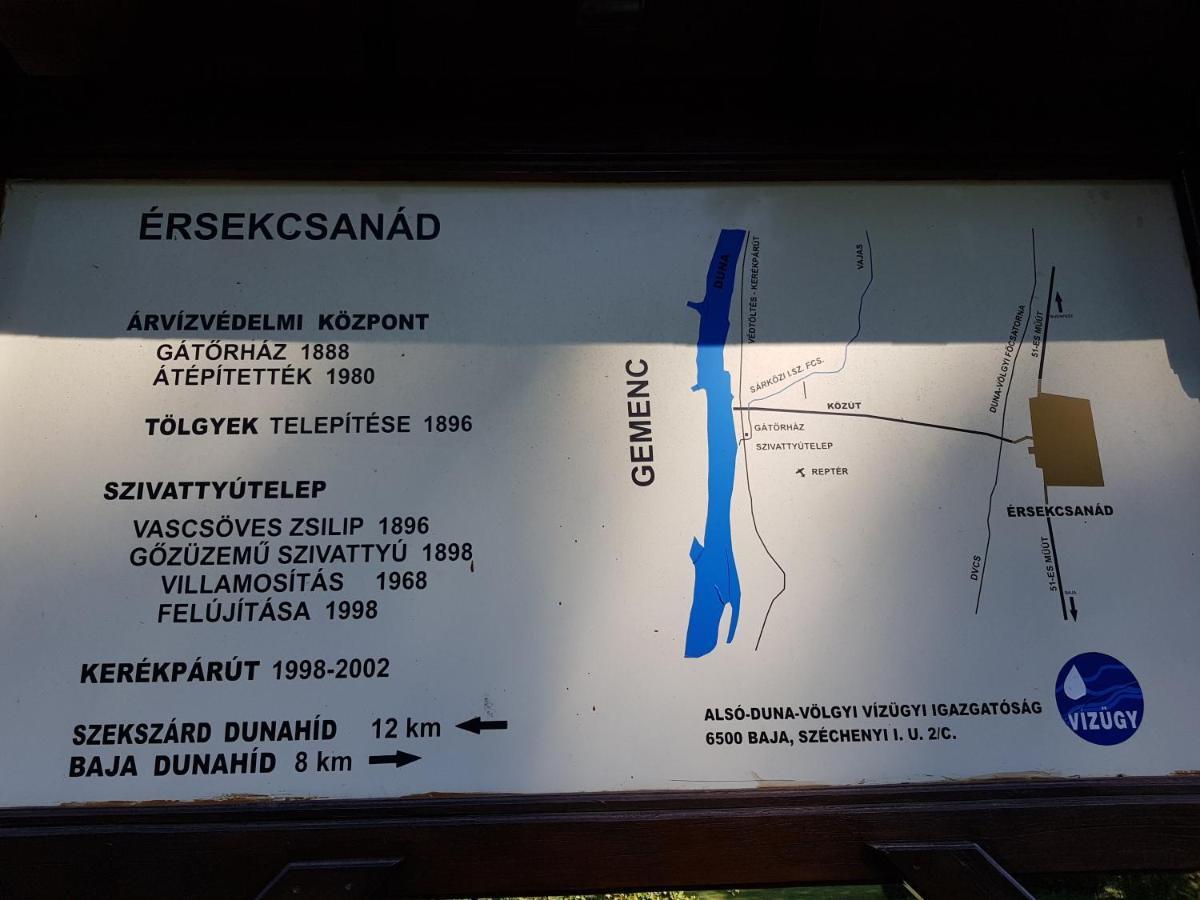 ÉRSEKCSANÁD
ÁRVÍZVÉDELMI KÖZPONT
GÁTŐRHÁZ 1888
ÁTÉPÍTETTÉK 1980
TÖLGYEK TELEPÍTÉSE 1896
SZIVATTYÚTELEP
VASCSÖVES ZSILIP 1896
GŐZÜZEMŰ SZIVATTYÚ 1898
VILLAMOSÍTÁS 1968
FELÚJÍTÁSA 1998
KERÉKPÁRÚT 1998-2002
SZEKSZÁRD DUNAHÍD 12 km
BAJA DUNAHÍD 8 km
GEMENC
DUNA
VÉDTÖLTÉS - KERÉKPÁRÚT
VAJAS
SÁRKÖZI I.SZ. FCS.
KÖZÚT
GÁTŐRHÁZ
SZIVATTYÚTELEP
REPTÉR
DUNA-VÖLGYI FŐCSATORNA
DVCS
51-ES MŰÚT
BUDAPEST
ÉRSEKCSANÁD
51-ES MŰÚT
BAJA
ALSÓ-DUNA-VÖLGYI VÍZÜGYI IGAZGATÓSÁG
6500 BAJA, SZÉCHENYI I. U. 2/C.
VÍZÜGY